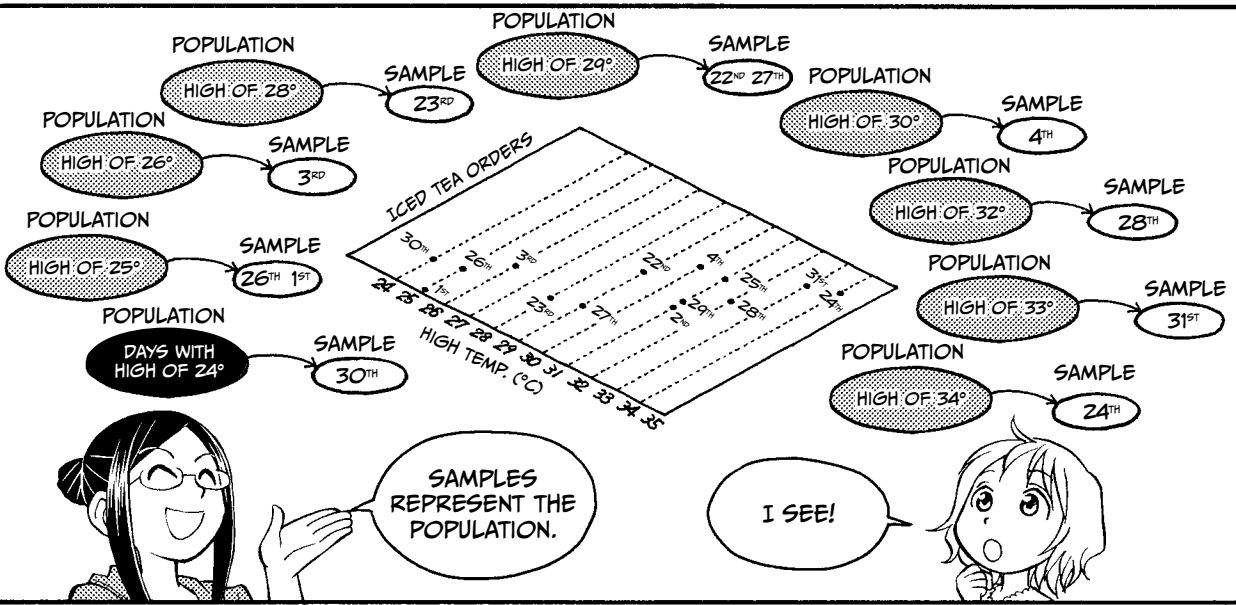 POPULATION
HIGH OF 29°
SAMPLE
22ND 27TH
POPULATION
HIGH OF 28°
SAMPLE
23RD
POPULATION
HIGH OF 30°
SAMPLE
4TH
POPULATION
HIGH OF 26°
SAMPLE
3RD
POPULATION
HIGH OF 32°
SAMPLE
28TH
POPULATION
HIGH OF 25°
SAMPLE
26TH 1ST
POPULATION
HIGH OF 33°
SAMPLE
31ST
POPULATION
DAYS WITH
HIGH OF 24°
SAMPLE
30TH
POPULATION
HIGH OF 34°
SAMPLE
24TH
ICED TEA ORDERS
30TH
26TH
3RD
22ND
4TH
25TH
31ST
24TH
1ST
23RD
27TH
2ND
29TH
28TH
24 25 26 27 28 29 30 31 32 33 34 35
HIGH TEMP. (°C)
SAMPLES
REPRESENT THE
POPULATION.
I SEE!